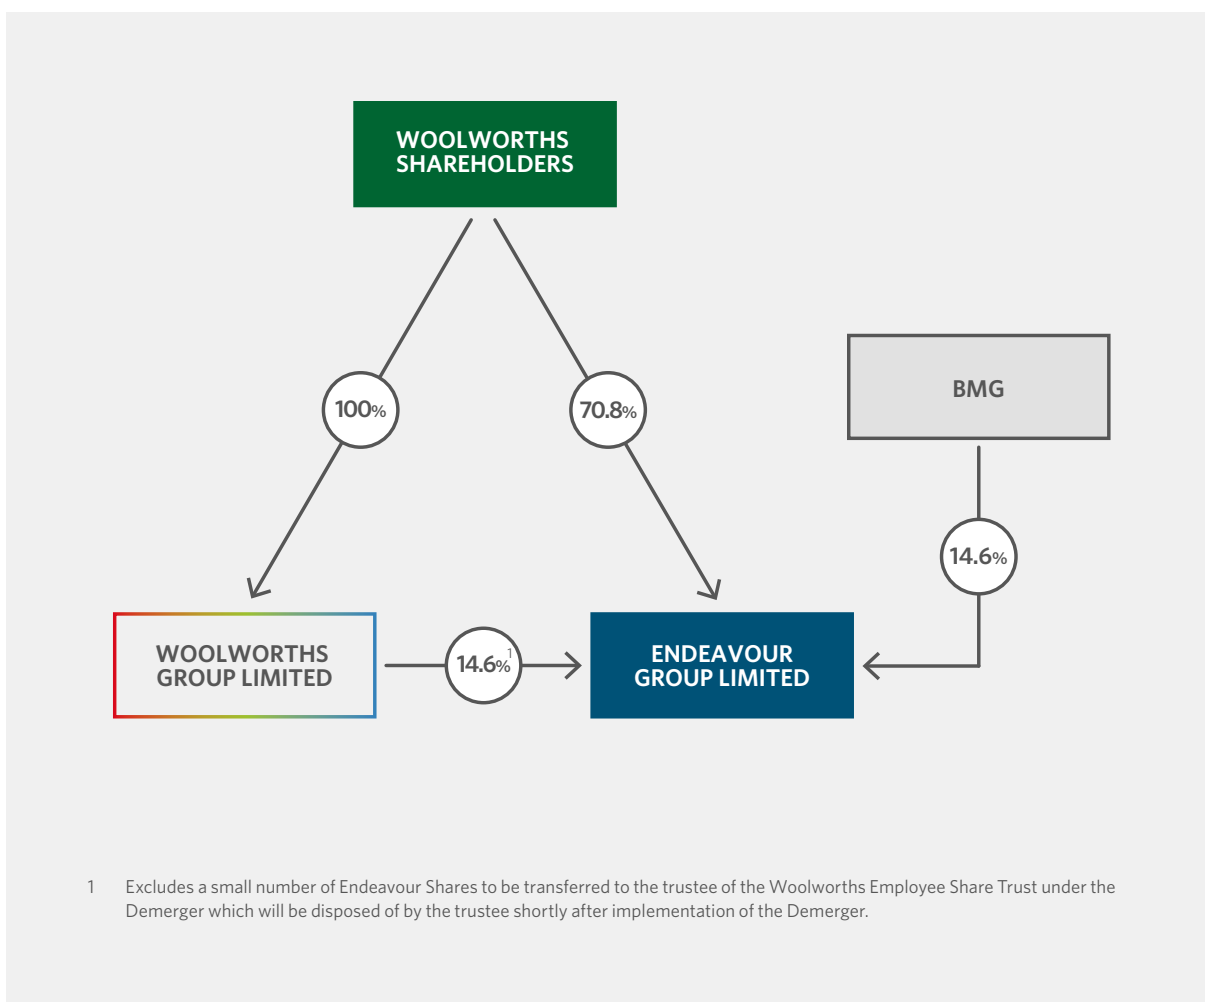 WOOLWORTHS
SHAREHOLDERS
BMG
100%
70.8%
14.6%
WOOLWORTHS
GROUP LIMITED
14.6%1
ENDEAVOUR
GROUP LIMITED
1 Excludes a small number of Endeavour Shares to be transferred to the trustee of the Woolworths Employee Share Trust under the
Demerger which will be disposed of by the trustee shortly after implementation of the Demerger.